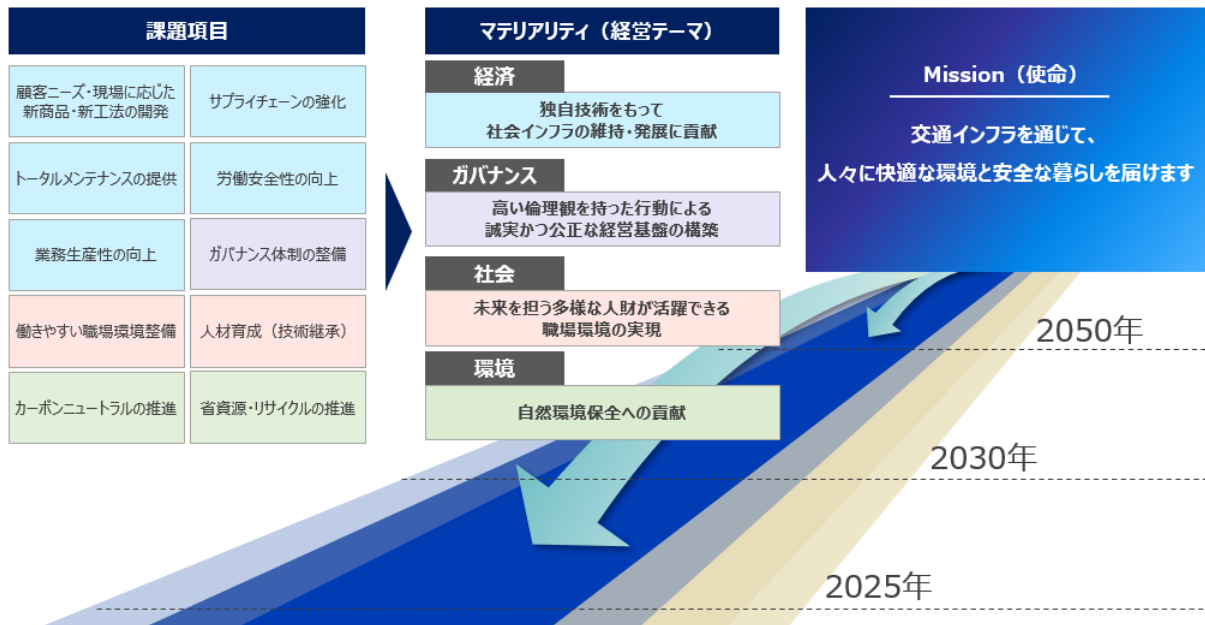 課題項目
顧客ニーズ・現場に応じた
新商品・新工法の開発
サプライチェーンの強化
トータルメンテナンスの提供
労働安全性の向上
業務生産性の向上
ガバナンス体制の整備
働きやすい職場環境整備
人材育成（技術継承）
カーボンニュートラルの推進
省資源・リサイクルの推進
マテリアリティ（経営テーマ）
経済
独自技術をもって
社会インフラの維持・発展に貢献
ガバナンス
高い倫理観を持った行動による
誠実かつ公正な経営基盤の構築
社会
未来を担う多様な人財が活躍できる
職場環境の実現
環境
自然環境保全への貢献
Mission（使命）
交通インフラを通じて、
人々に快適な環境と安全な暮らしを届けます
2050年
2030年
2025年